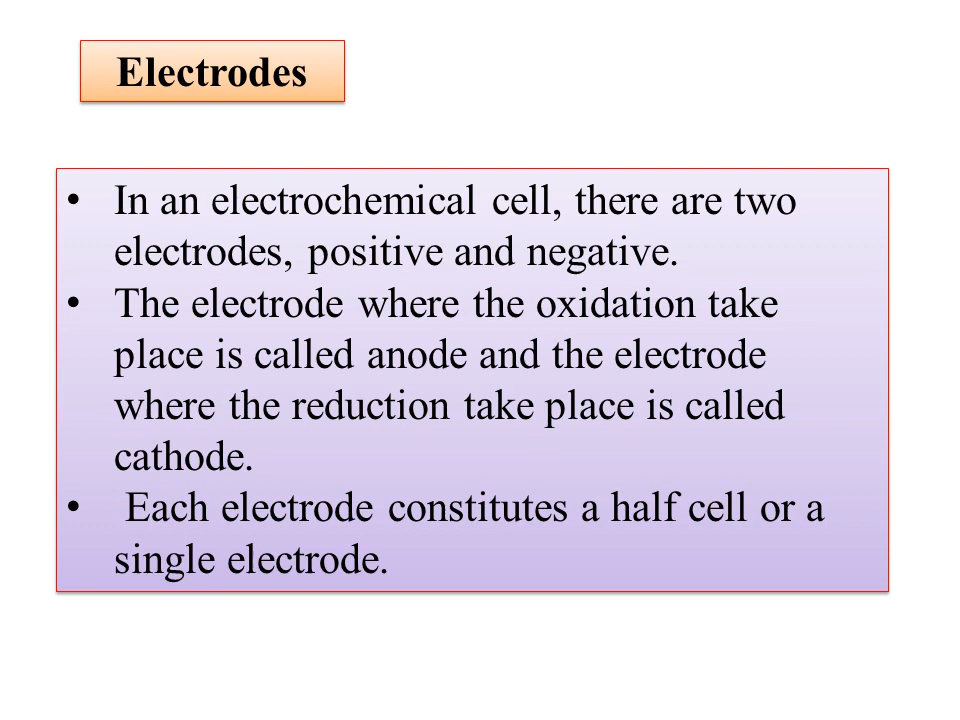 Electrodes
• In an electrochemical cell, there are two
electrodes, positive and negative.
• The electrode where the oxidation take
place is called anode and the electrode
where the reduction take place is called
cathode.
• Each electrode constitutes a half cell or a
single electrode.